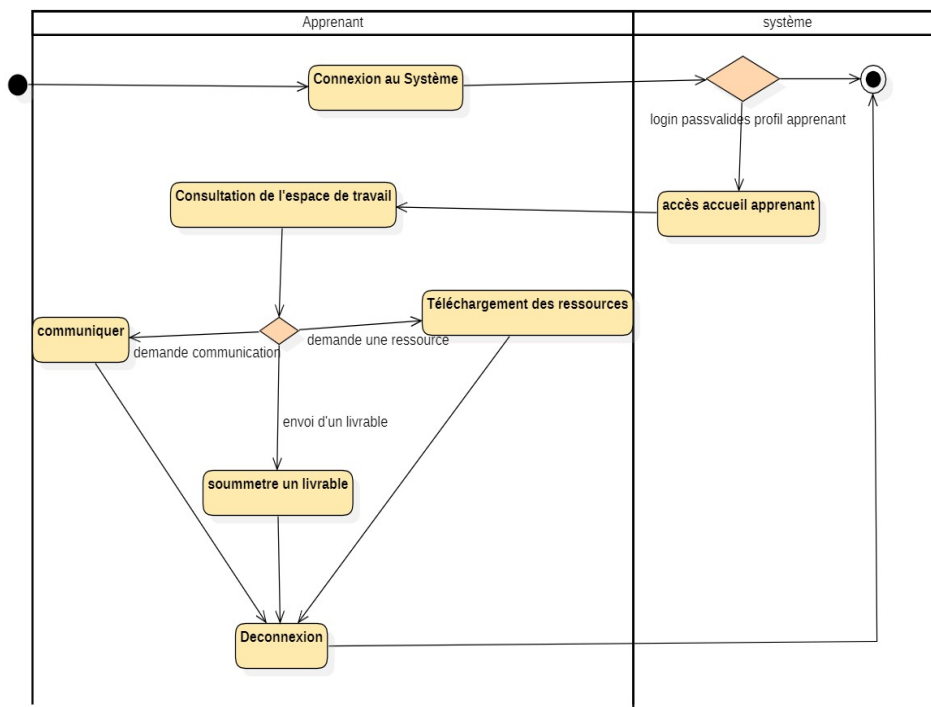 Apprenant
système
Connexion au Système
login passvalides profil apprenant
Consultation de l'espace de travail
accès accueil apprenant
Téléchargement des ressources
communiquer
demande une ressource
demande communication
envoi d'un livrable
soummetre un livrable
Deconnexion